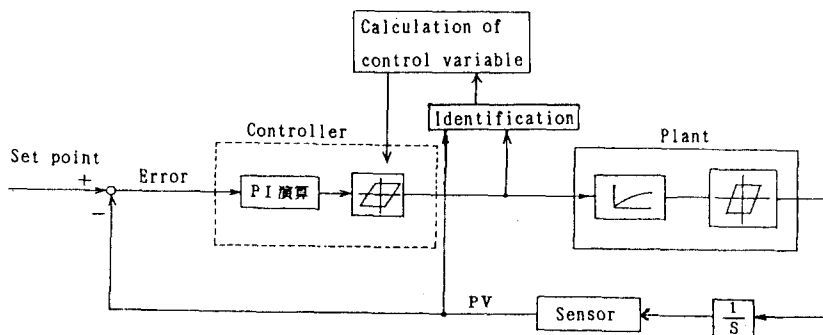 Calculation of
control variable
Identification
Controller
Plant
Set point
+
Error
PI演算
−
PV
Sensor
1
S